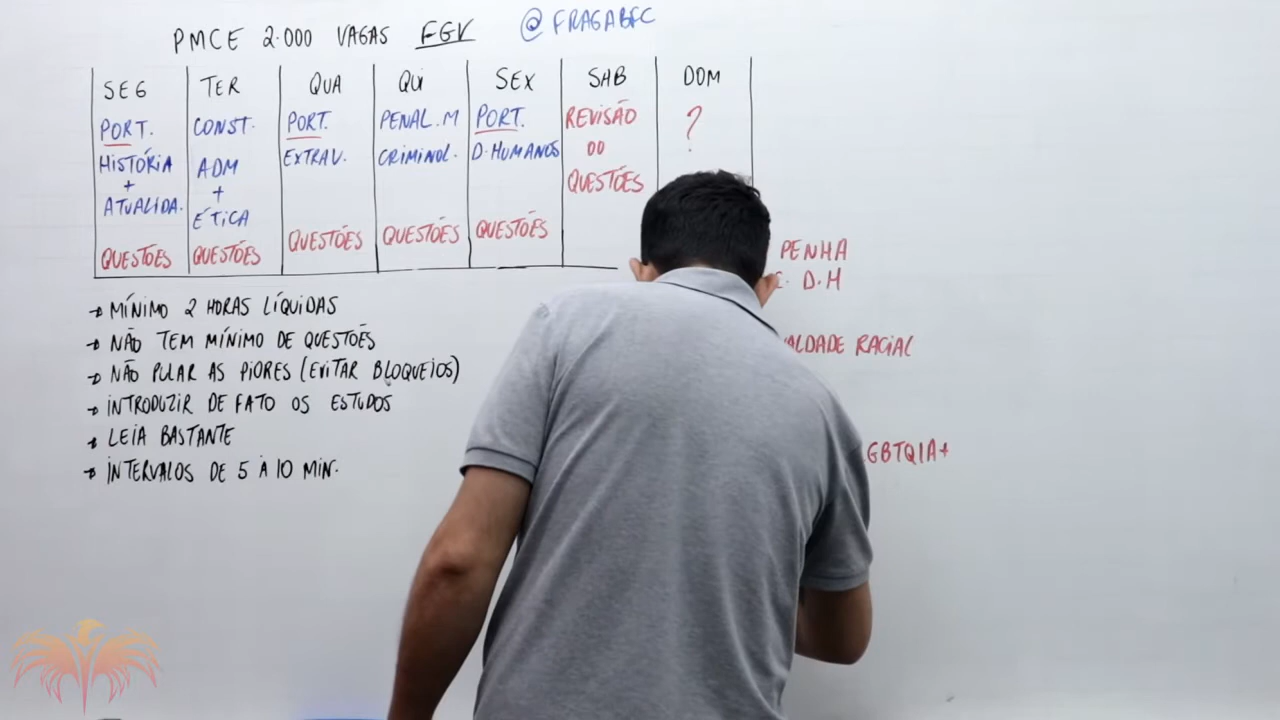 PMCE 2.000 VAGAS FGV @FRAGABFC
SEG TER QUA QUI SEX SAB DOM
PORT. CONST. PORT. PENAL.M PORT. REVISÃO ?
HISTÓRIA ADM EXTRAV. CRIMINOL. D.HUMANOS DO
+ + QUESTÕES
ATUALIDA. ÉTICA
QUESTÕES QUESTÕES QUESTÕES QUESTÕES QUESTÕES
PENHA
D.H
→ MÍNIMO 2 HORAS LÍQUIDAS
→ NÃO TEM MÍNIMO DE QUESTÕES
RACIAL
→ NÃO PULAR AS PIORES (EVITAR BLOQUEIOS)
→ INTRODUZIR DE FATO OS ESTUDOS
→ LEIA BASTANTE
GBTQIA+
→ INTERVALOS DE 5 À 10 MIN.